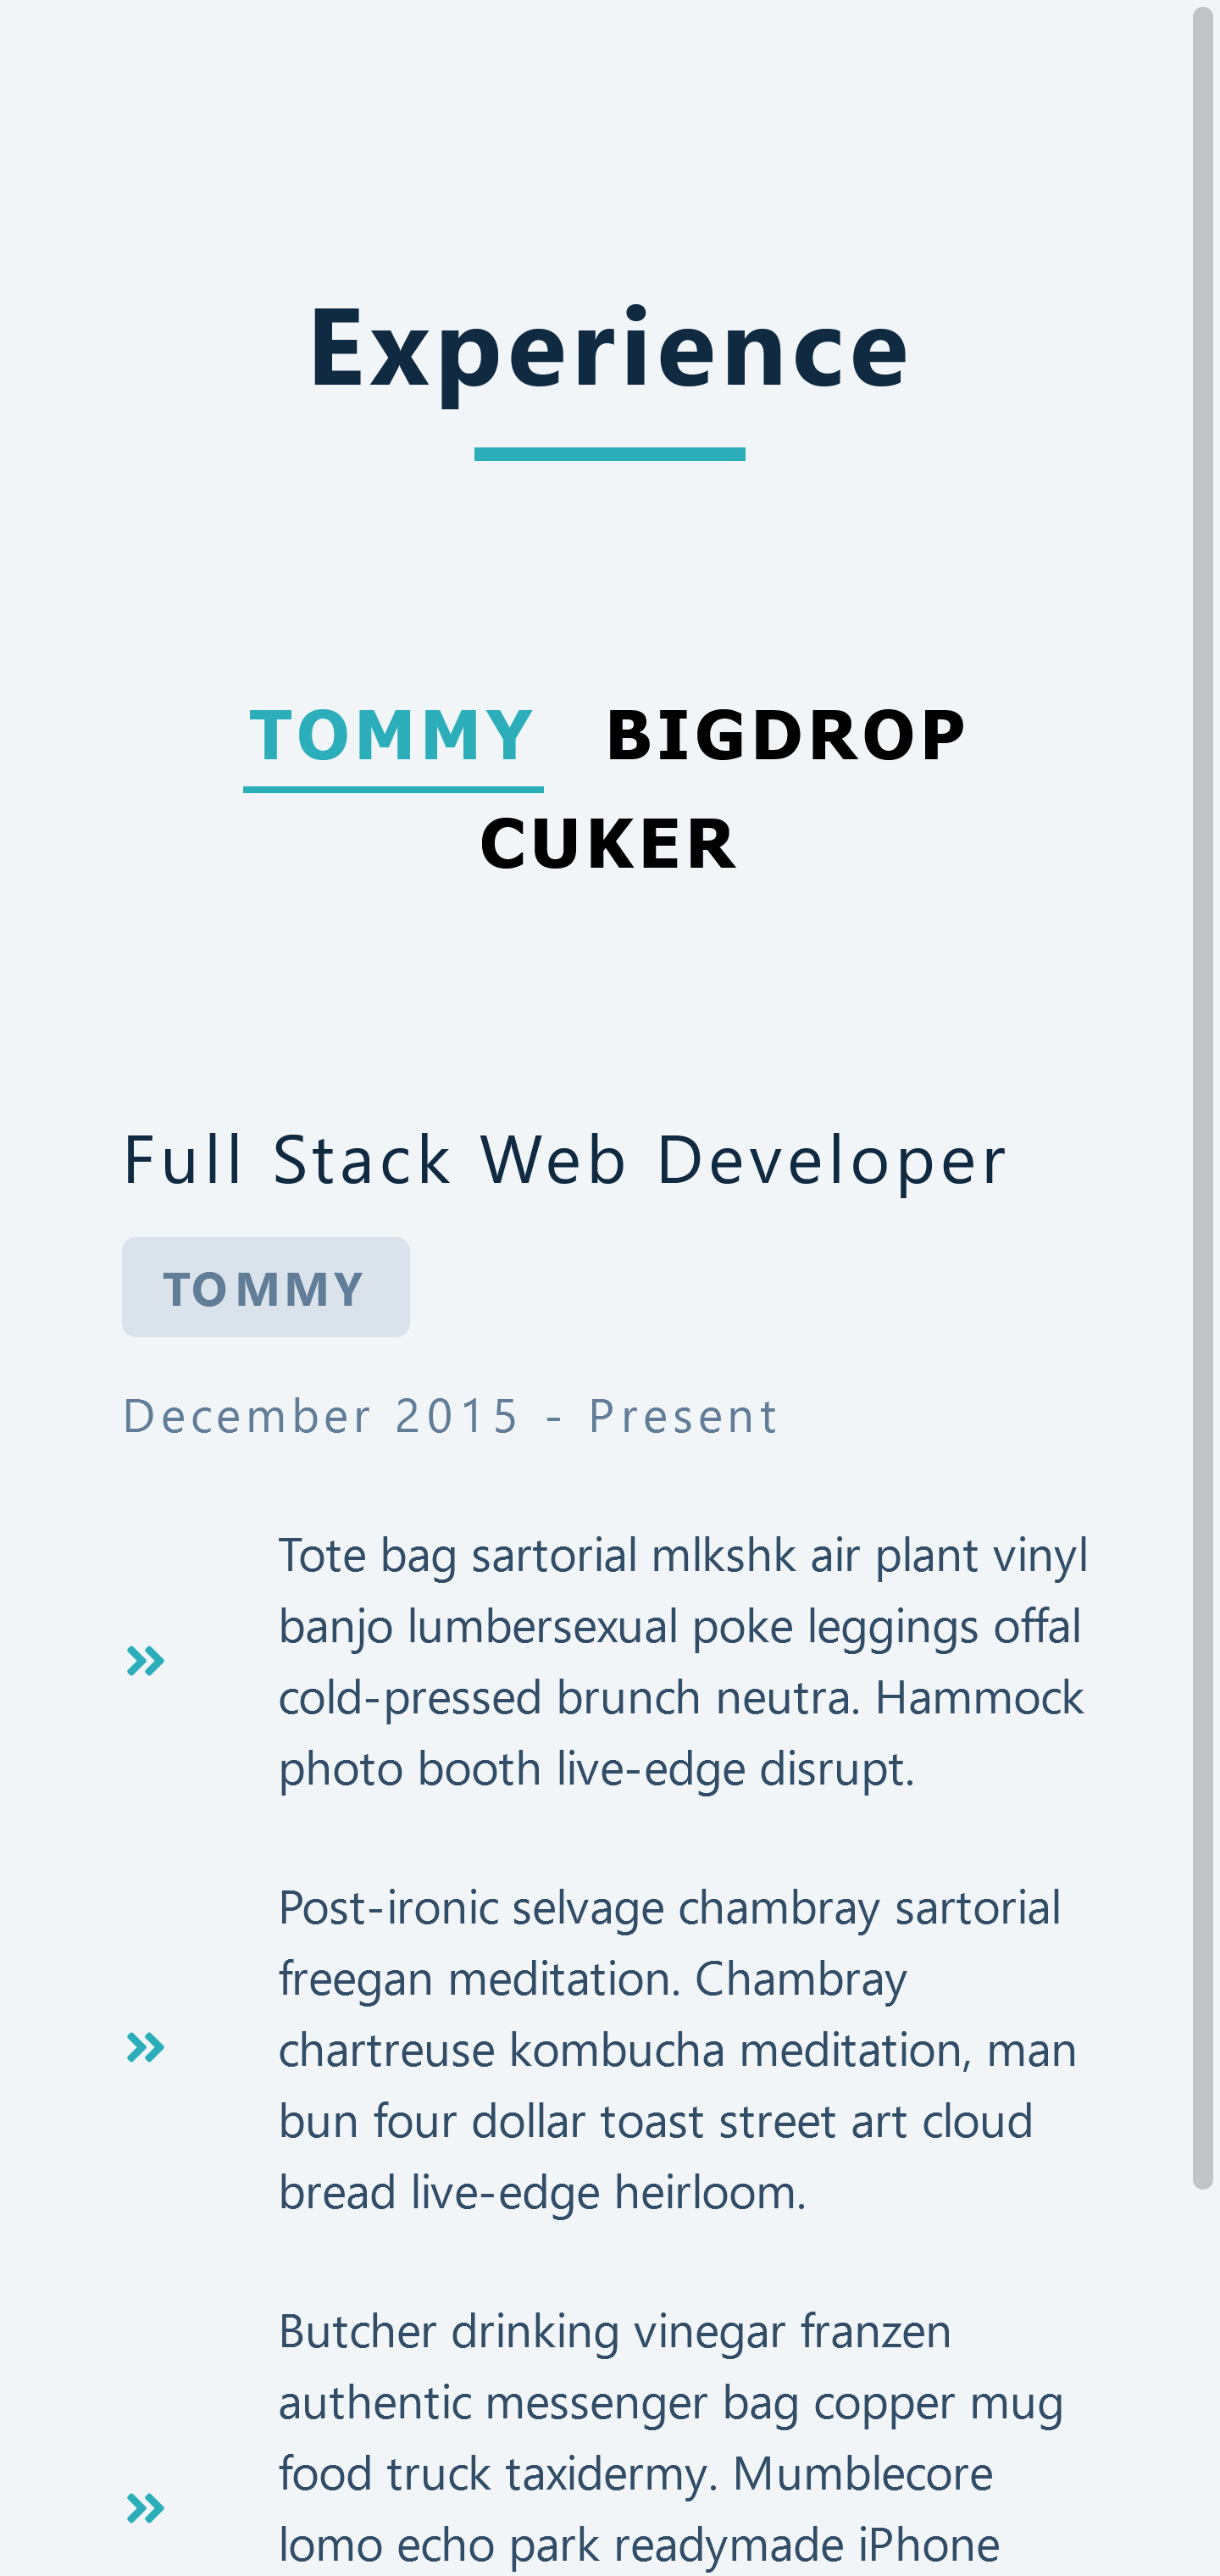 Experience
TOMMY BIGDROP
CUKER
Full Stack Web Developer
TOMMY
December 2015 - Present
Tote bag sartorial mlkshk air plant vinyl
banjo lumbersexual poke leggings offal
cold-pressed brunch neutra. Hammock
photo booth live-edge disrupt.
Post-ironic selvage chambray sartorial
freegan meditation. Chambray
chartreuse kombucha meditation, man
bun four dollar toast street art cloud
bread live-edge heirloom.
Butcher drinking vinegar franzen
authentic messenger bag copper mug
food truck taxidermy. Mumblecore
lomo echo park readymade iPhone